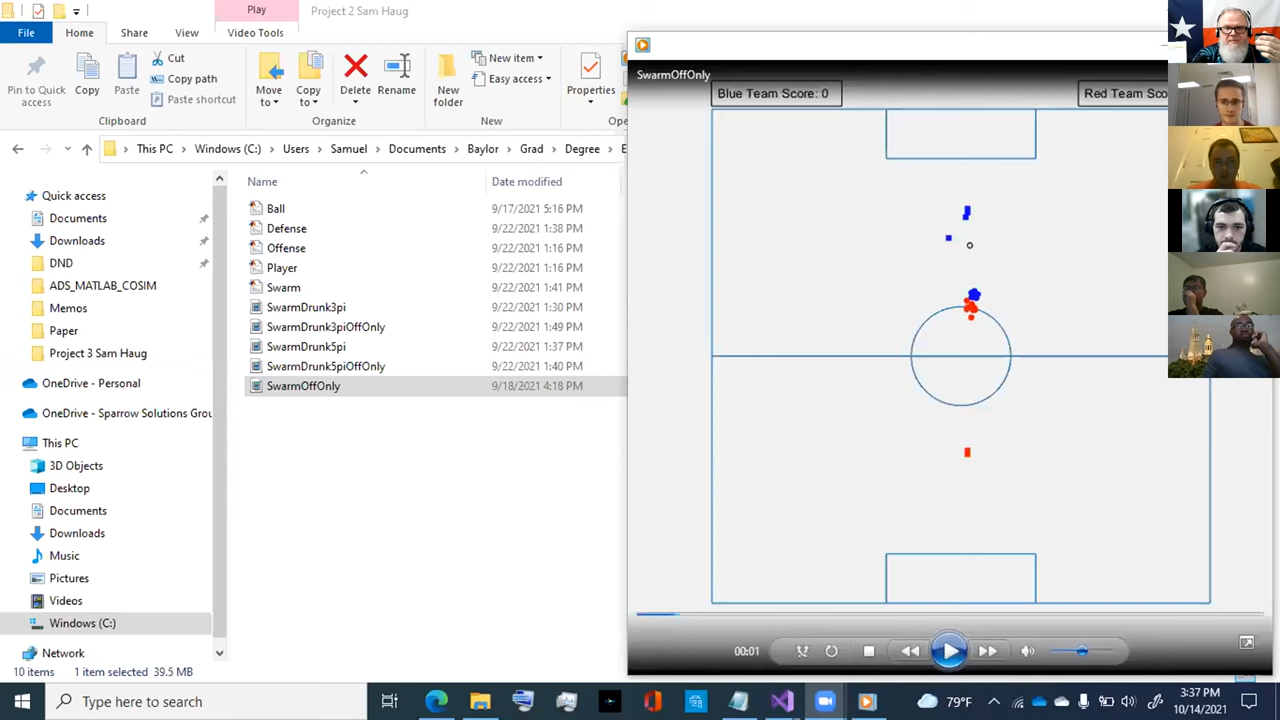 Play
Project 2 Sam Haug
File
Home
Share
View
Video Tools
Pin to Quick access
Copy
Paste
Cut
Copy path
Paste shortcut
Clipboard
Move to
Copy to
Delete
Rename
Organize
New folder
New item
Easy access
New
Properties
Op
This PC > Windows (C:) > Users > Samuel > Documents > Baylor > Grad > Degree > E
Name
Date modified
Quick access
Documents
Downloads
DND
ADS_MATLAB_COSIM
Memos
Paper
Project 3 Sam Haug
OneDrive - Personal
OneDrive - Sparrow Solutions Grou
This PC
3D Objects
Desktop
Documents
Downloads
Music
Pictures
Videos
Windows (C:)
Network
Ball 9/17/2021 5:16 PM
Defense 9/22/2021 1:38 PM
Offense 9/22/2021 1:16 PM
Player 9/22/2021 1:16 PM
Swarm 9/22/2021 1:41 PM
SwarmDrunk3pi 9/22/2021 1:30 PM
SwarmDrunk3piOffOnly 9/22/2021 1:49 PM
SwarmDrunk5pi 9/22/2021 1:37 PM
SwarmDrunk5piOffOnly 9/22/2021 1:40 PM
SwarmOffOnly 9/18/2021 4:18 PM
10 items 1 item selected 39.5 MB
SwarmOffOnly
Blue Team Score: 0
Red Team Sco
00:01
Type here to search
79°F
3:37 PM
10/14/2021